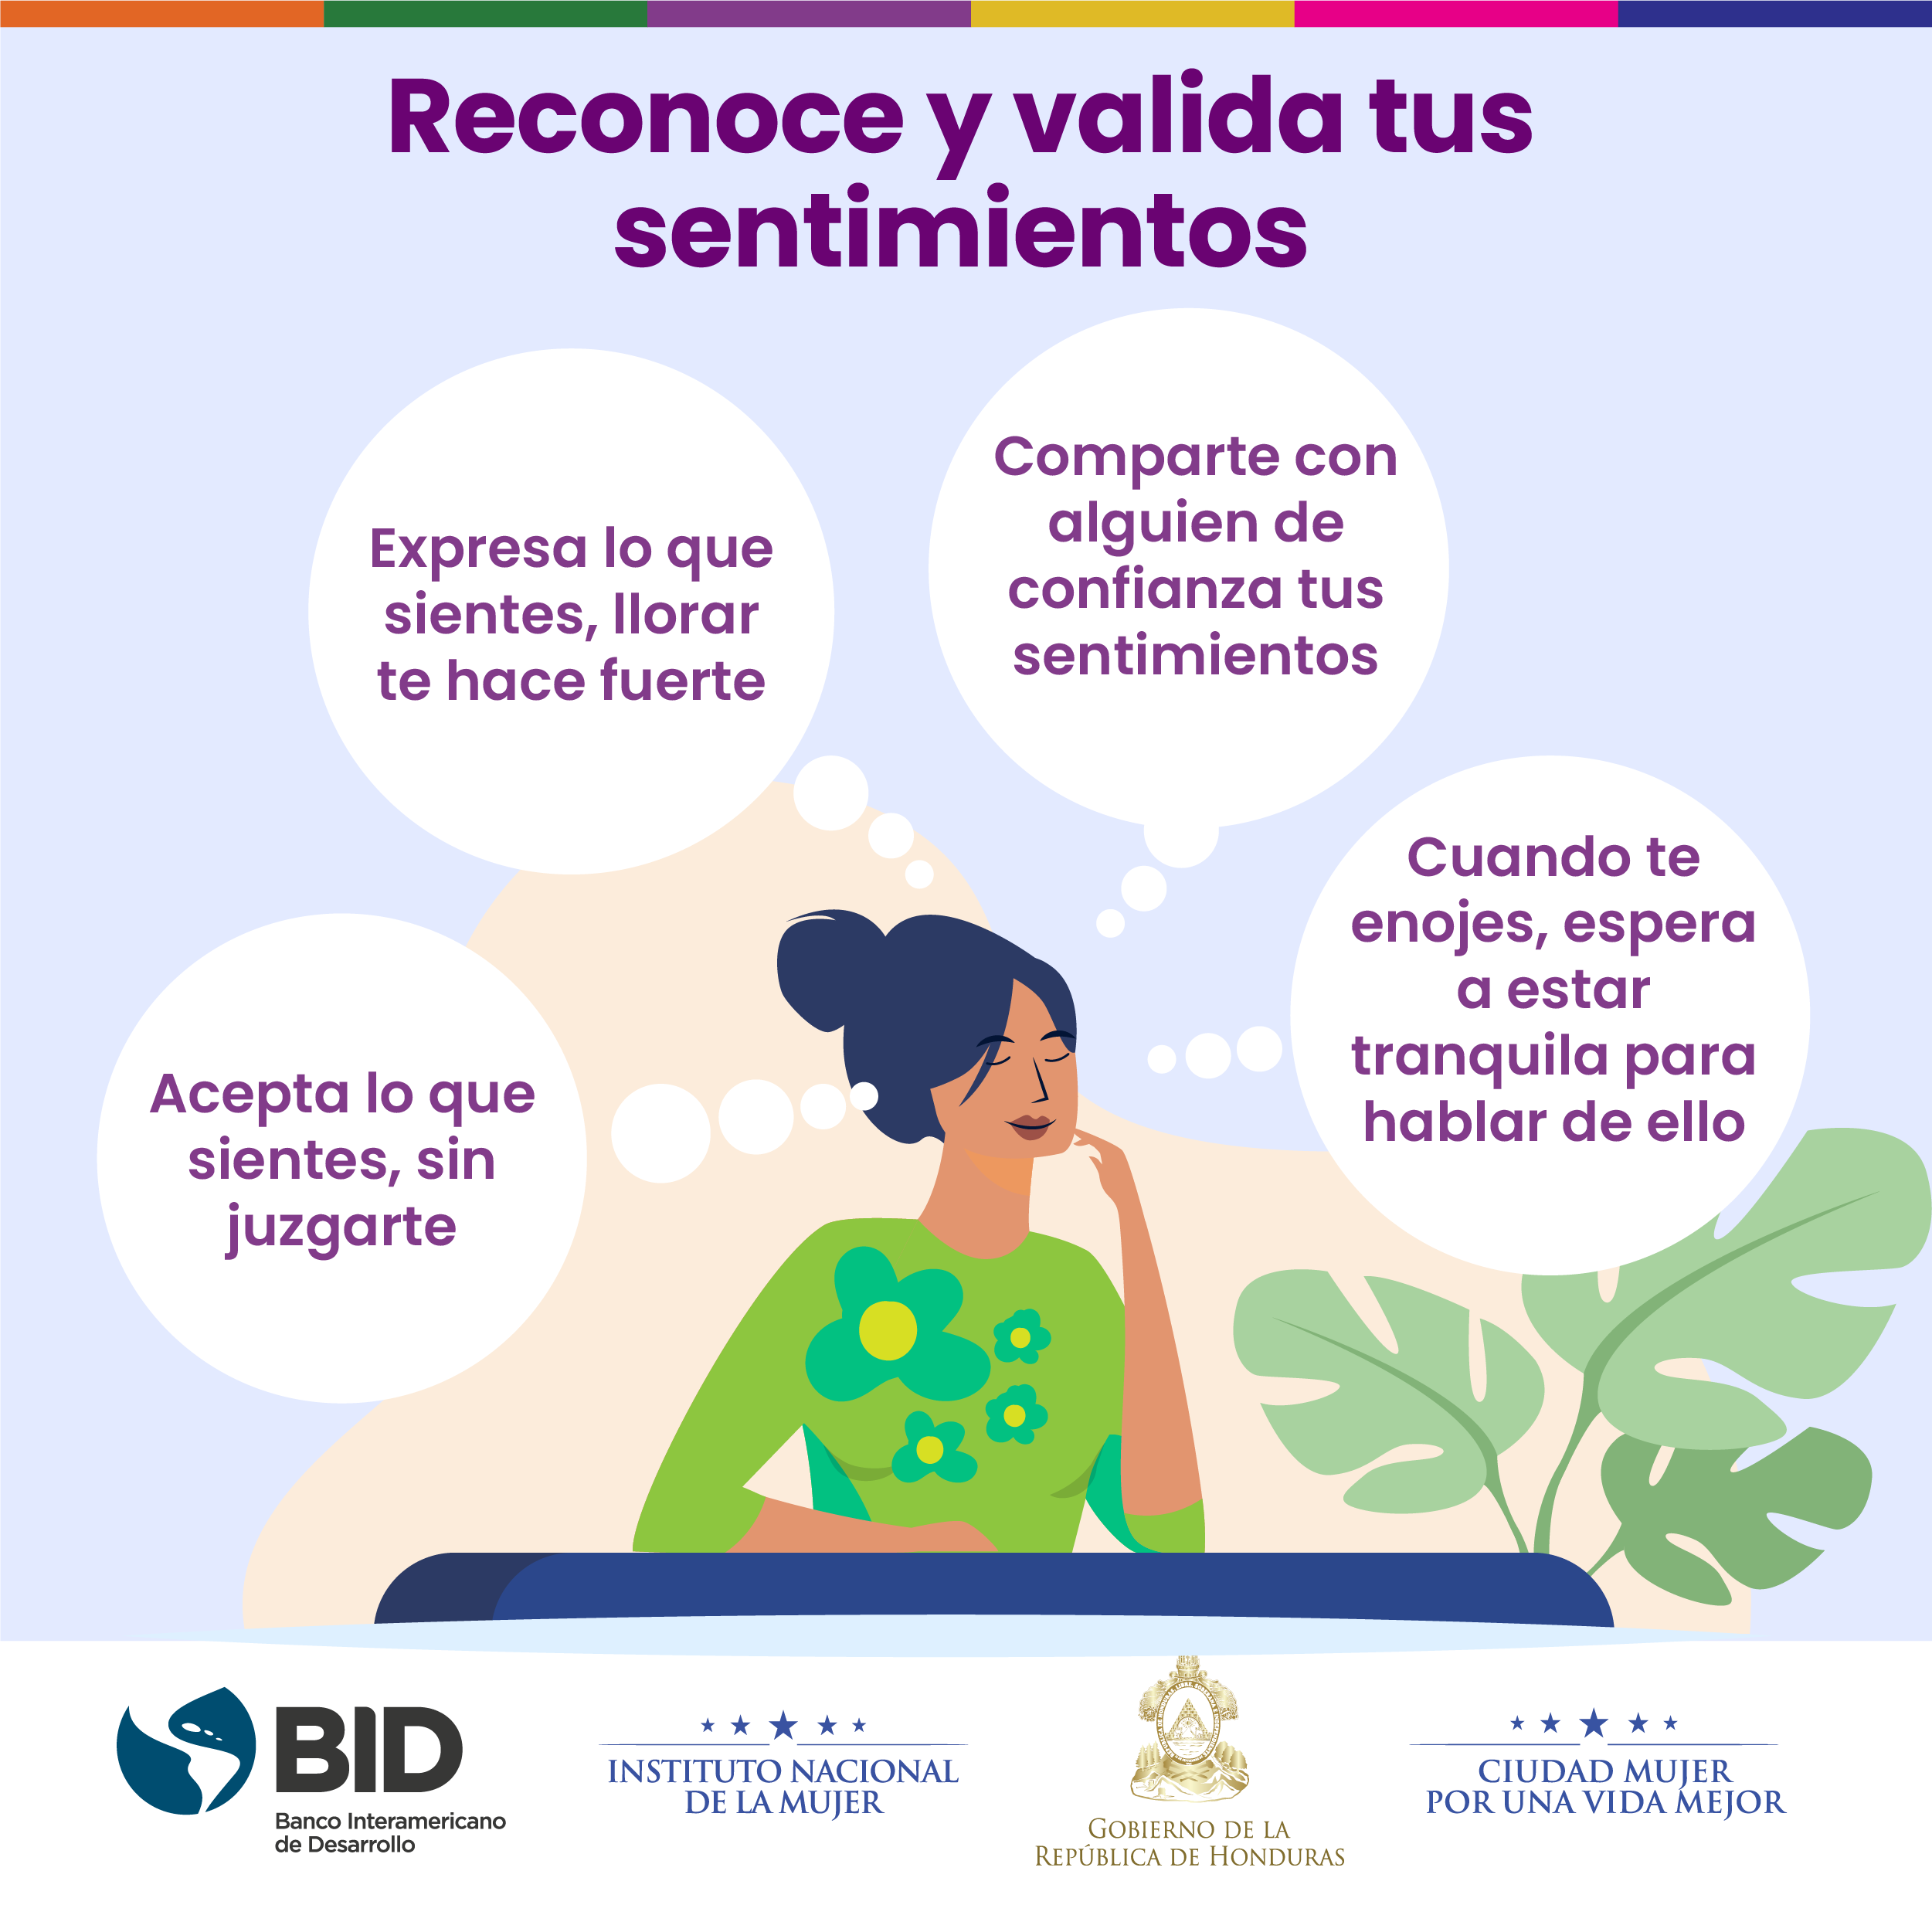 Reconoce y valida tus
sentimientos
Expresa lo que
sientes, llorar
te hace fuerte
Comparte con
alguien de
confianza tus
sentimientos
Cuando te
enojes, espera
a estar
tranquila para
hablar de ello
Acepta lo que
sientes, sin
juzgarte
BID
Banco Interamericano
de Desarrollo
INSTITUTO NACIONAL
DE LA MUJER
GOBIERNO DE LA
REPÚBLICA DE HONDURAS
CIUDAD MUJER
POR UNA VIDA MEJOR